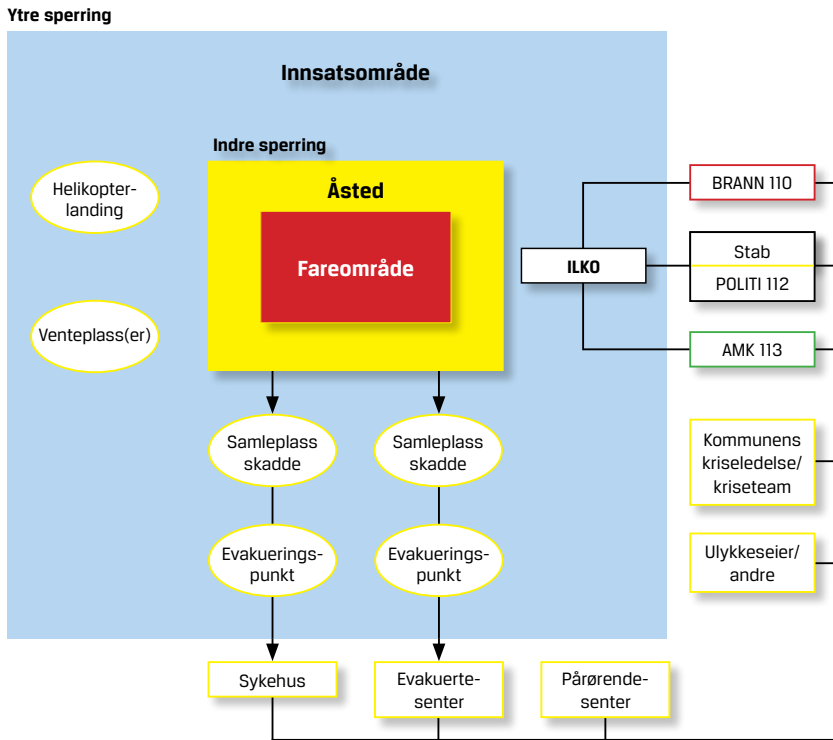 Ytre sperring
Innsatsområde
Indre sperring
Helikopter-
landing
Åsted
Fareområde
Venteplass(er)
ILKO
BRANN 110
Stab
POLITI 112
AMK 113
Samleplass
skadde
Samleplass
skadde
Kommunens
kriseledelse/
kriseteam
Evakuerings-
punkt
Evakuerings-
punkt
Ulykkeseier/
andre
Sykehus
Evakuerte-
senter
Pårørende-
senter